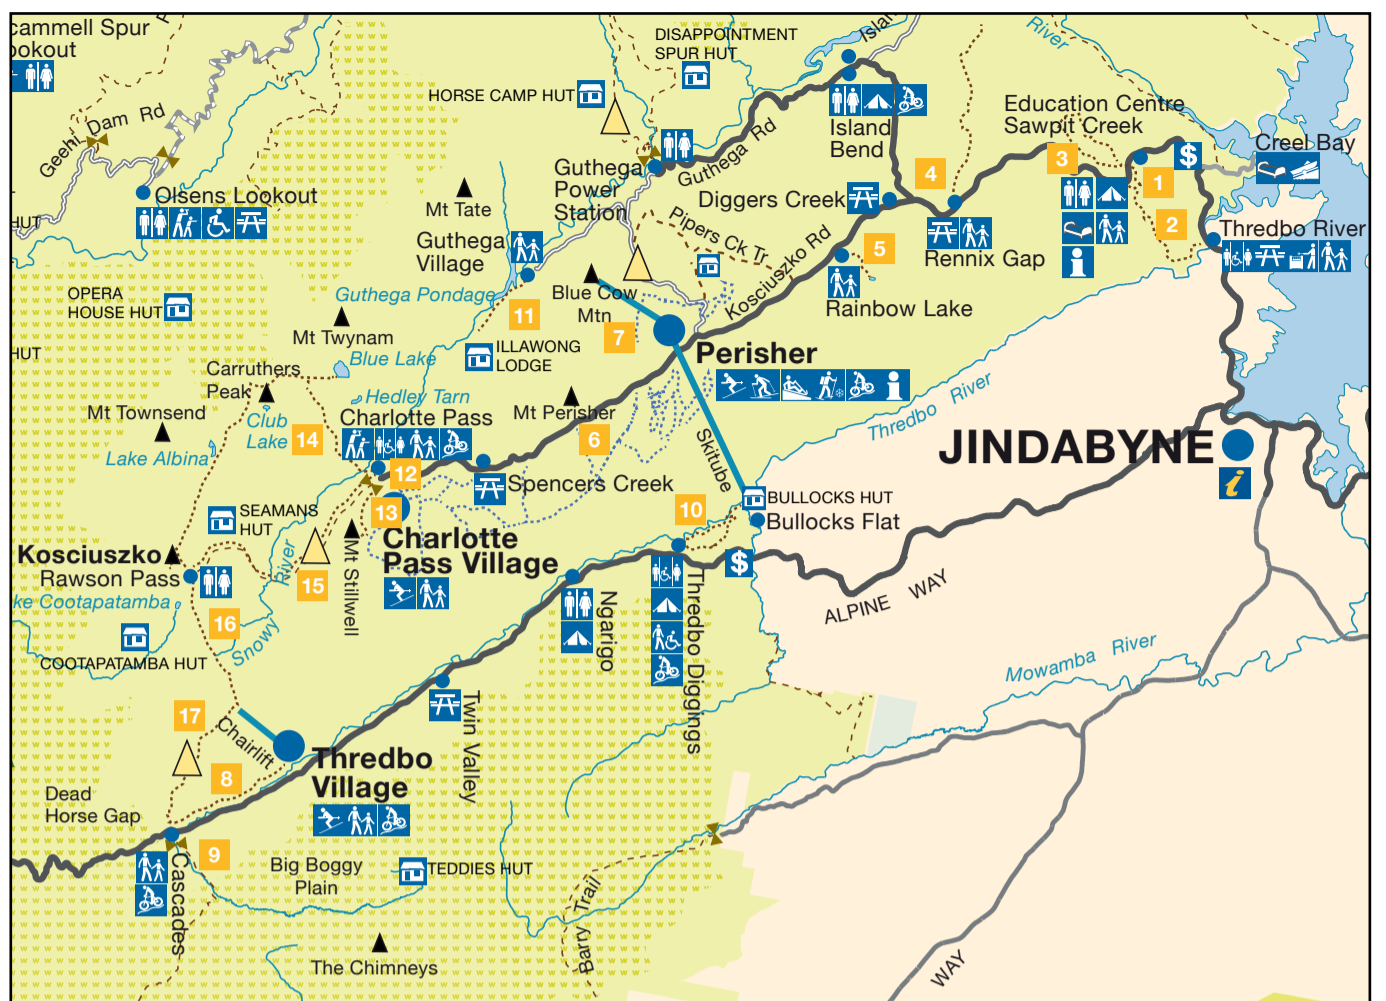 cammell Spur
ookout
Geehi Dam Rd
HUT
Olsens Lookout
OPERA
HOUSE HUT
HUT
Mt Tate
Guthega
Village
Guthega Pondage
Mt Twynam
Blue Lake
Hedley Tarn
Carruthers
Peak
Club
Lake
Mt Townsend
Lake Albina
14
Charlotte Pass
12
13
Charlotte
Pass Village
SEAMANS
HUT
Kosciuszko
Rawson Pass
ke Cootapatamba
COOTAPATAMBA HUT
16
15
Snowy River
Mt Stillwell
DISAPPOINTMENT
SPUR HUT
HORSE CAMP HUT
Guthega
Power
Station
Guthega Rd
Islan
Island
Bend
River
Education Centre
Sawpit Creek
3
$
Creel Bay
1
2
4
Diggers Creek
Rennix Gap
5
Rainbow Lake
Thredbo River
Pipers Ck Tr
Kosciuszko Rd
Blue Cow
Mtn
7
11
ILLAWONG
LODGE
Perisher
i
Mt Perisher
6
Spencers Creek
Skitube
Thredbo River
JINDABYNE
i
BULLOCKS HUT
Bullocks Flat
10
$
Thredbo Diggings
Ngarigo
ALPINE WAY
Mowamba River
Twin Valley
17
Chairlift
8
Thredbo
Village
Dead
Horse Gap
9
Cascades
Big Boggy
Plain
TEDDIES HUT
The Chimneys
Barry Trail
WAY